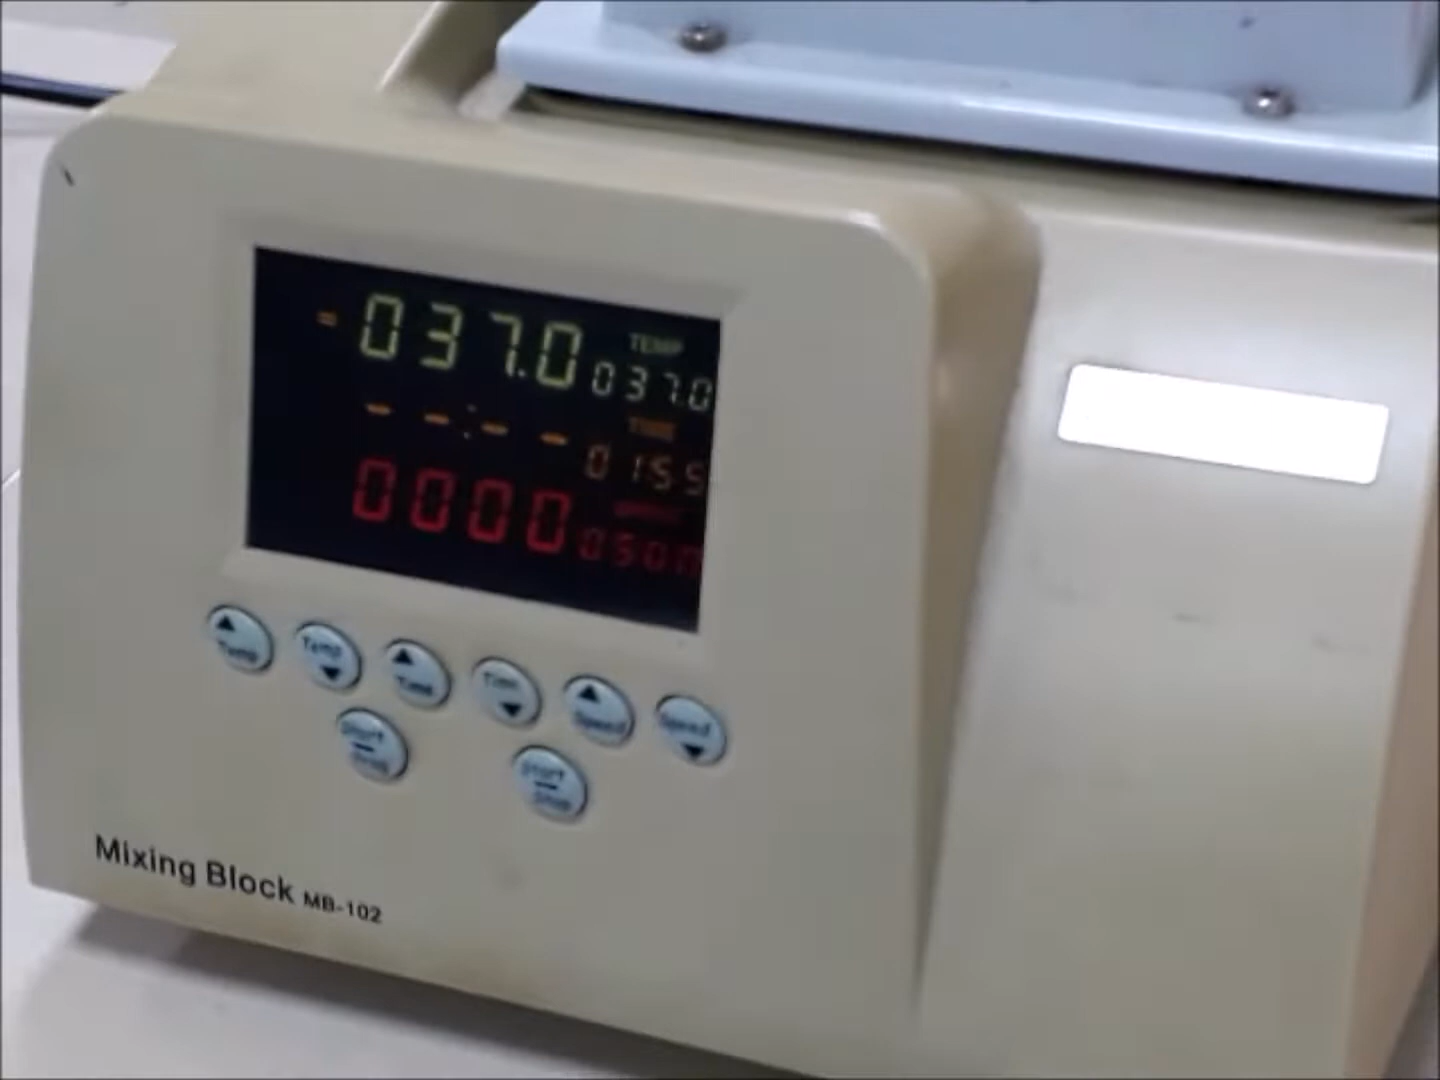 037.0 TEMP
037.0
--:-- TIME
0155
0000
▲ Temp
Temp ▼
▲ Time
Time ▼
▲ Speed
Speed ▼
Start
Start Stop
Mixing Block MB-102